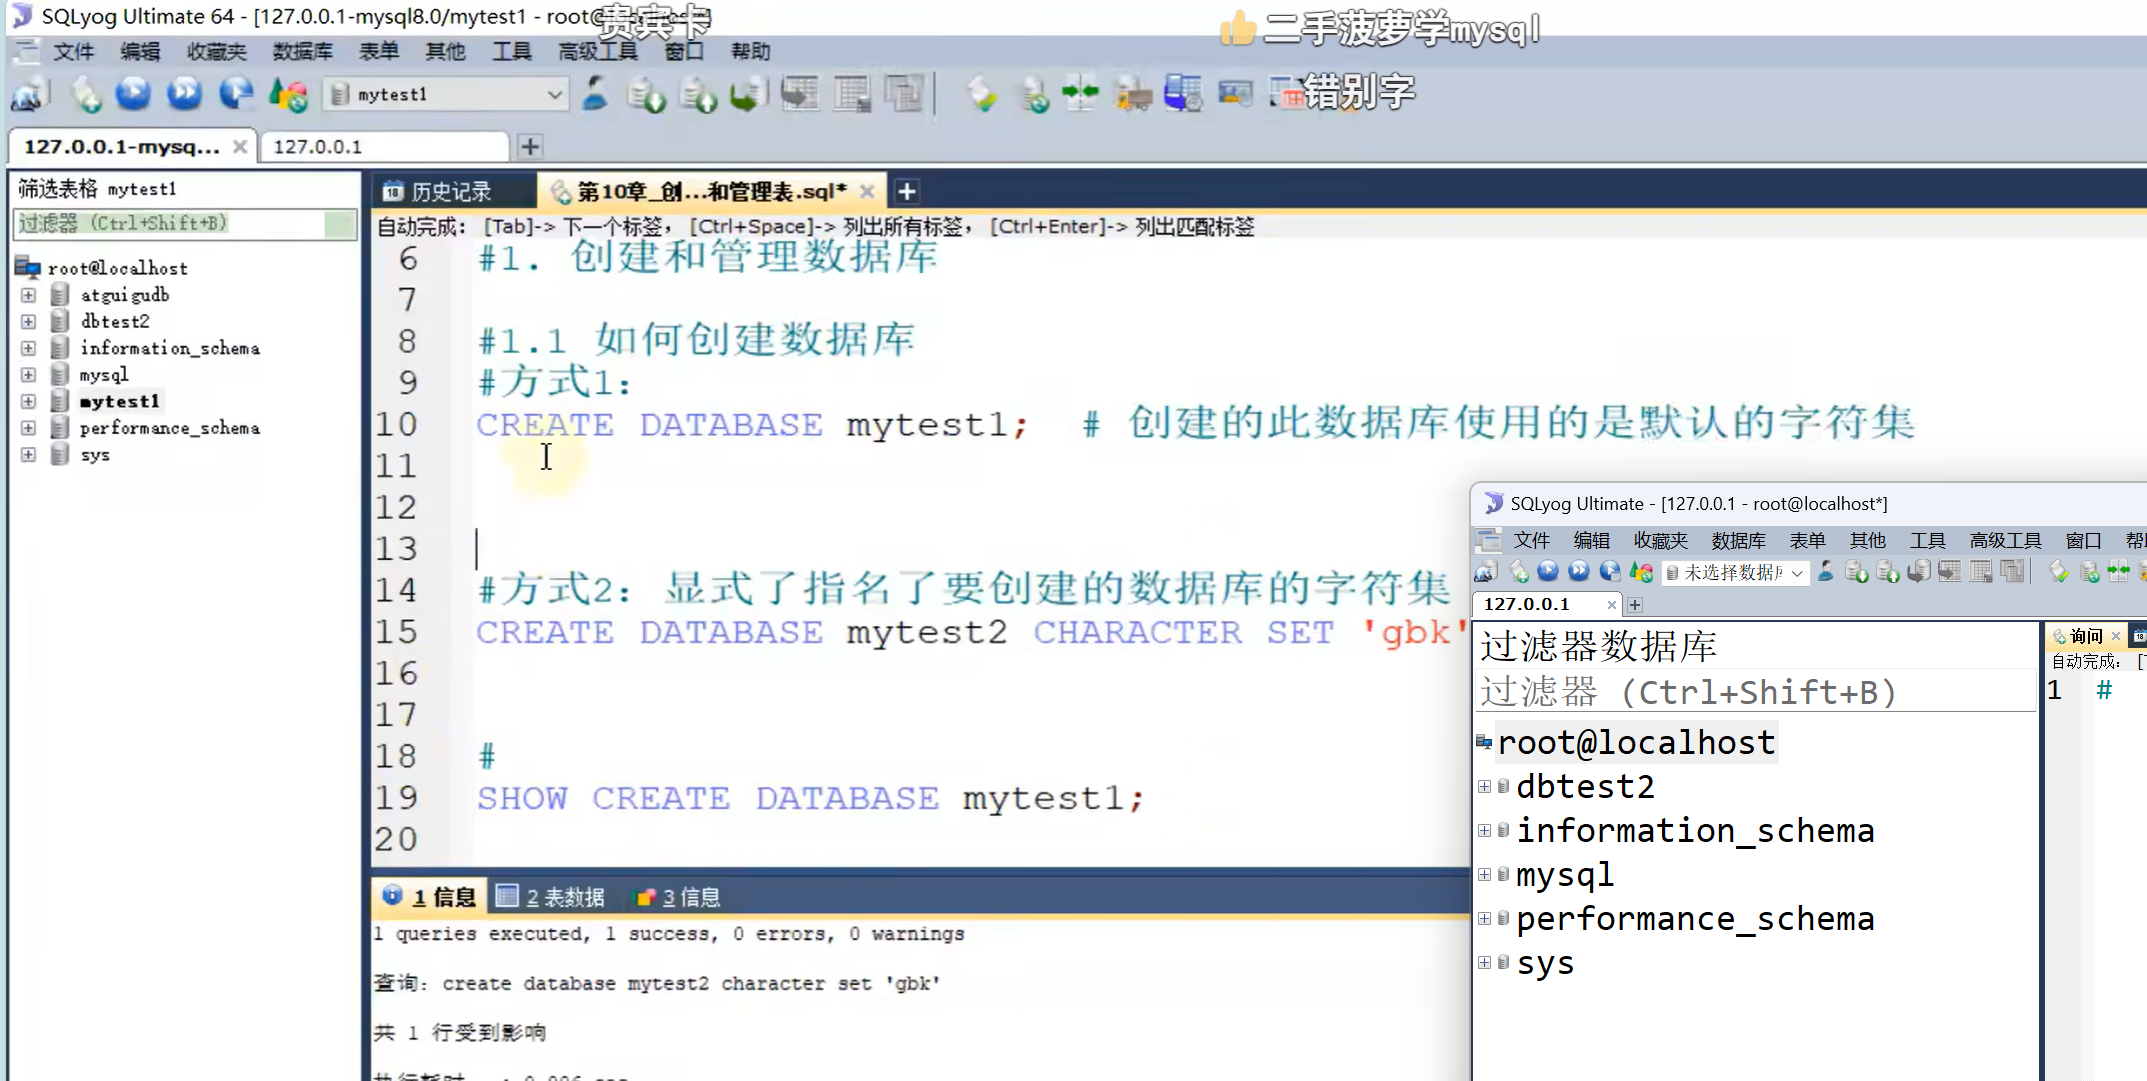 SQLyog Ultimate 64 - [127.0.0.1-mysql8.0/mytest1 - root@localhost*]
贵宾卡
二手菠萝学mysql
文件 编辑 收藏夹 数据库 表单 其他 工具 高级工具 窗口 帮助
mytest1
错别字
127.0.0.1-mysq... 127.0.0.1
筛选表格 mytest1
过滤器 (Ctrl+Shift+B)
root@localhost
atguigudb
dbtest2
information_schema
mysql
mytest1
performance_schema
sys
历史记录 第10章_创...和管理表.sql*
自动完成: [Tab]-> 下一个标签, [Ctrl+Space]-> 列出所有标签, [Ctrl+Enter]-> 列出匹配标签
6 #1. 创建和管理数据库
7
8 #1.1 如何创建数据库
9 #方式1:
10 CREATE DATABASE mytest1; # 创建的此数据库使用的是默认的字符集
11
12
13
14 #方式2: 显式了指名了要创建的数据库的字符集
15 CREATE DATABASE mytest2 CHARACTER SET 'gbk'
16
17
18 #
19 SHOW CREATE DATABASE mytest1;
20
1 信息 2 表数据 3 信息
1 queries executed, 1 success, 0 errors, 0 warnings
查询: create database mytest2 character set 'gbk'
共 1 行受到影响
SQLyog Ultimate - [127.0.0.1 - root@localhost*]
文件 编辑 收藏夹 数据库 表单 其他 工具 高级工具 窗口
未选择数据
127.0.0.1
过滤器数据库
过滤器 (Ctrl+Shift+B)
root@localhost
dbtest2
information_schema
mysql
performance_schema
sys
询问
自动完成: [
1 #